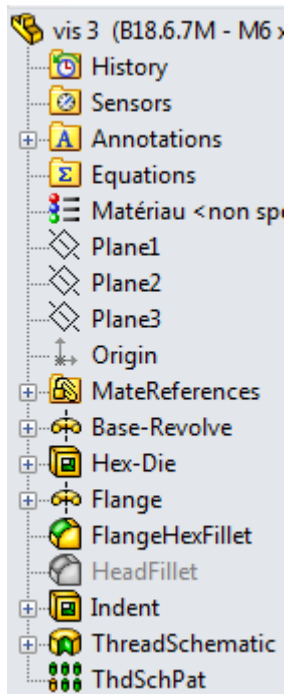 vis 3 (B18.6.7M - M6 x
History
Sensors
A Annotations
Σ Equations
Matériau <non spe
Plane1
Plane2
Plane3
Origin
MateReferences
Base-Revolve
Hex-Die
Flange
FlangeHexFillet
HeadFillet
Indent
ThreadSchematic
ThdSchPat